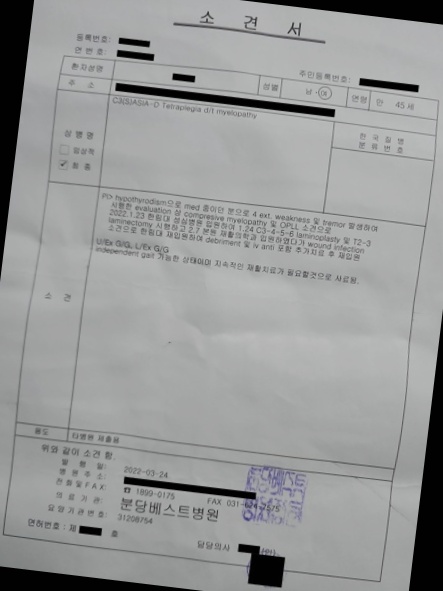 소 견 서
등록번호:
연 번 호:
주민등록번호:
환자성명 성별 남 · 여 연령 만 45 세
주 소
C3(S)ASIA -D Tetraplegia d/t myelopathy
한 국 질 병
분 류 번 호
상 병 명
임상적
최 종
PI> hypothyrodism으로 med 중이던 분으로 4 ext. weakness 및 tremor 발생하여
시행한 evaluation 상 compresive myelopathy 및 OPLL 소견으로
2022.1.23 한림대 성심병원 입원하여 1.24 C3-4-5-6 laminoplasty 및 T2-3
laminectomy 시행하고 2.7 본원 재활의학과 입원하였다가 wound infection
소견으로 한림대 재입원하여 debriment 및 iv anti 포함 추가치료 후 재입원
U/Ex G/G, L/Ex G/G
independent gait 가능한 상태이며 지속적인 재활치료가 필요할것으로 사료됨.
소 견
용도 타병원 제출용
위와 같이 소견 함.
발 행 일: 2022-03-24
병 원 주 소:
전 화 및 F A X: ☎ 1899-0175 FAX 031-624-7575
의 료 기 관: 분당베스트병원
요양기관번호: 31208754
면허번호 : 제 호 담당의사